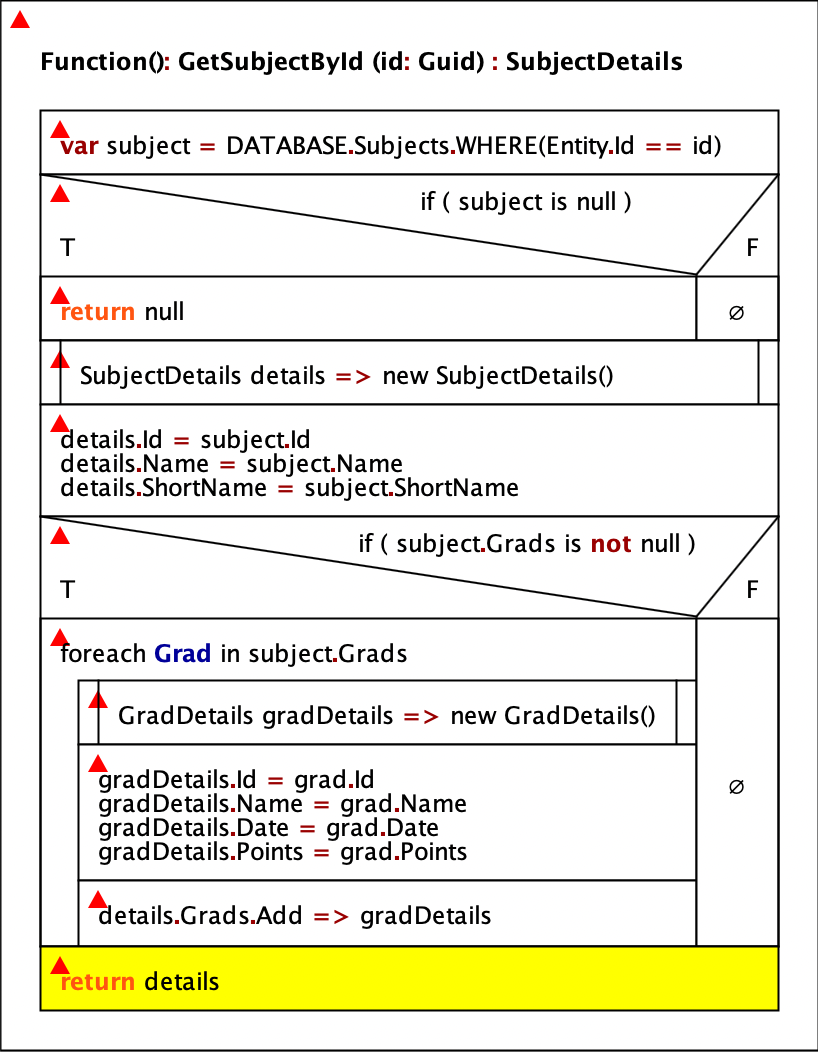 Function(): GetSubjectById (id: Guid) : SubjectDetails
var subject = DATABASE.Subjects.WHERE(Entity.Id == id)
if ( subject is null )
T F
return null ∅
SubjectDetails details => new SubjectDetails()
details.Id = subject.Id
details.Name = subject.Name
details.ShortName = subject.ShortName
if ( subject.Grads is not null )
T F
foreach Grad in subject.Grads
GradDetails gradDetails => new GradDetails()
gradDetails.Id = grad.Id
∅
gradDetails.Name = grad.Name
gradDetails.Date = grad.Date
gradDetails.Points = grad.Points
details.Grads.Add => gradDetails
return details